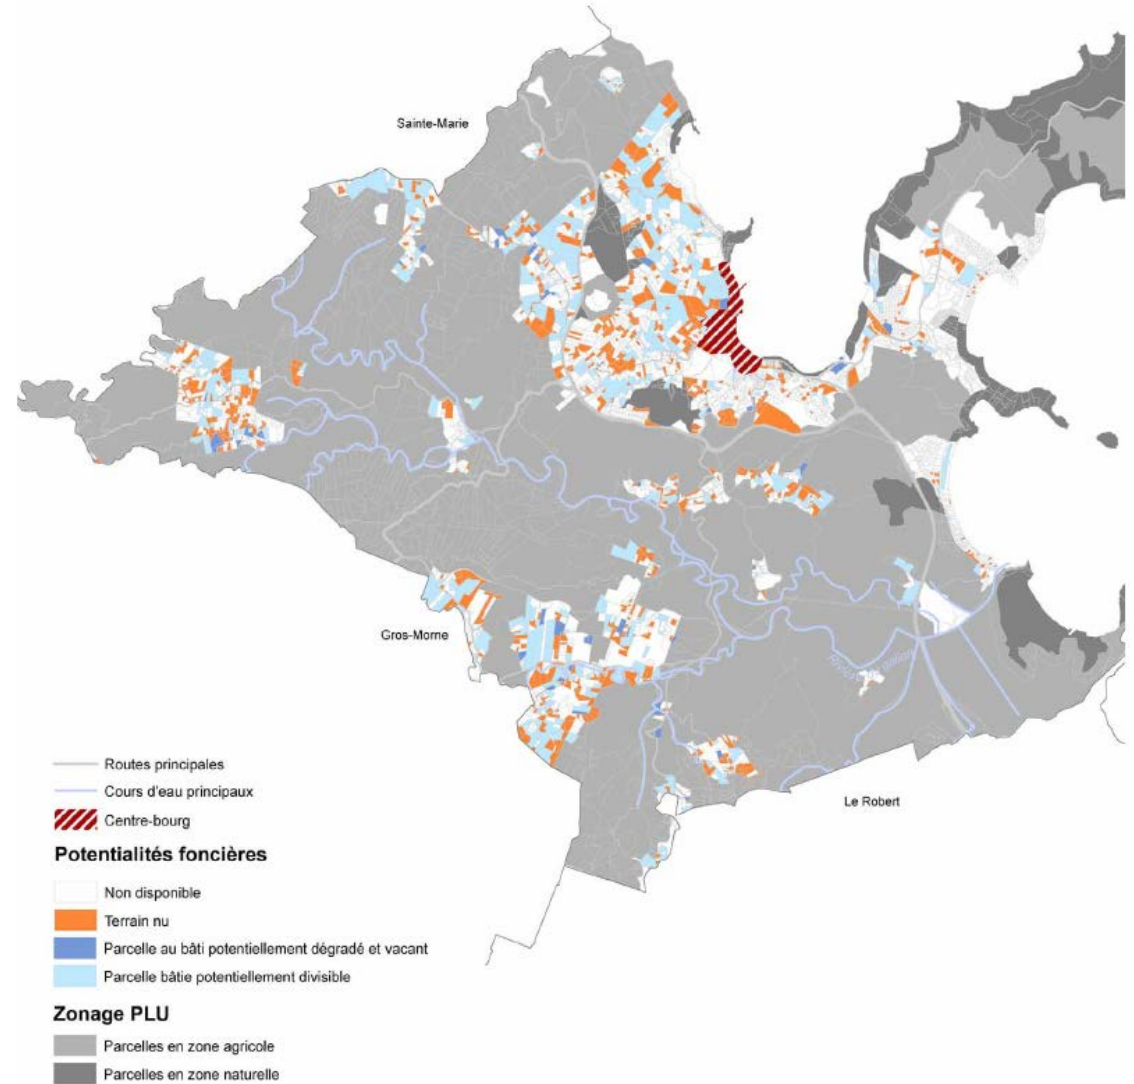 Sainte-Marie
Gros-Morne
Le Robert
Routes principales
Cours d'eau principaux
Centre-bourg
Potentialités foncières
Non disponible
Terrain nu
Parcelle au bâti potentiellement dégradé et vacant
Parcelle bâtie potentiellement divisible
Zonage PLU
Parcelles en zone agricole
Parcelles en zone naturelle